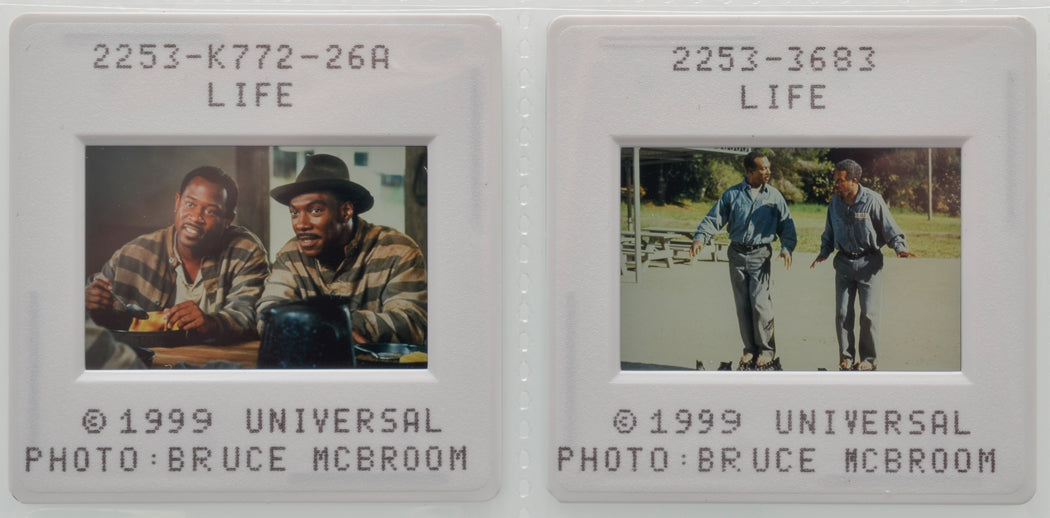 2253-K772-26A
LIFE
© 1999 UNIVERSAL
PHOTO:BRUCE MCBROOM
2253-3683
LIFE
© 1999 UNIVERSAL
PHOTO:BRUCE MCBROOM